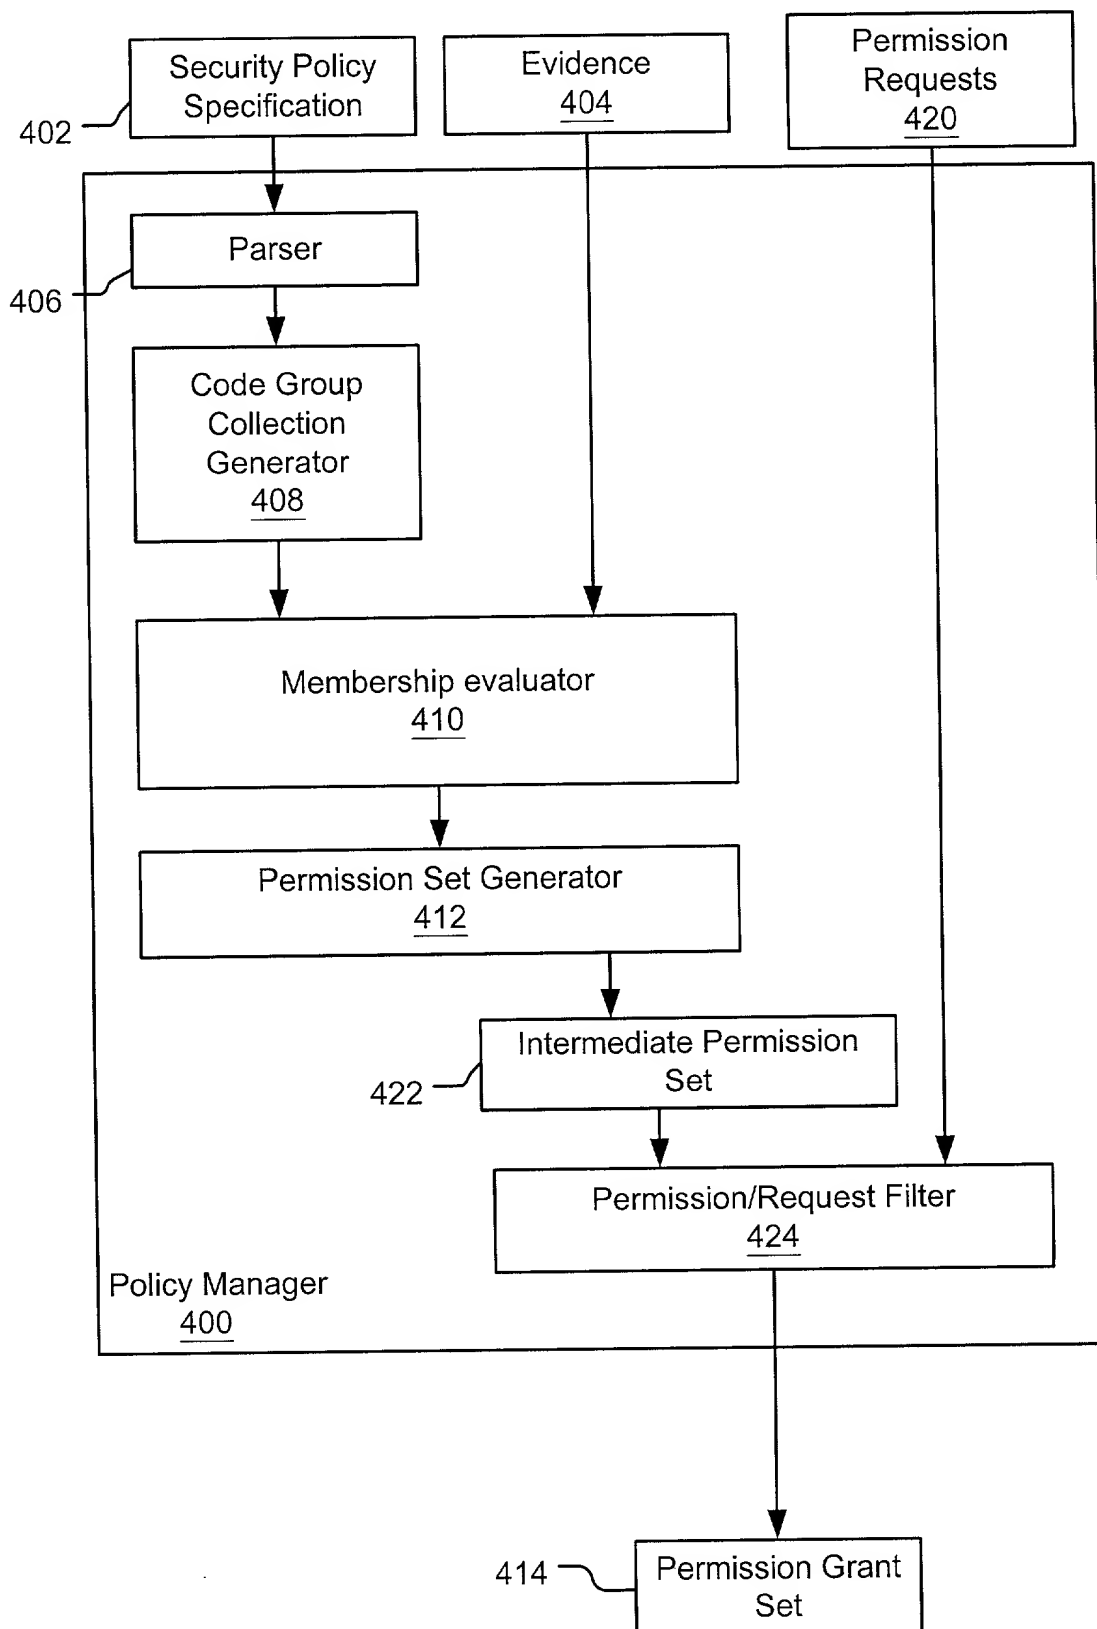 Security Policy
Specification
402
Evidence
404
Permission
Requests
420
Parser
406
Code Group
Collection
Generator
408
Membership evaluator
410
Permission Set Generator
412
Intermediate Permission
Set
422
Permission/Request Filter
424
Policy Manager
400
414
Permission Grant
Set